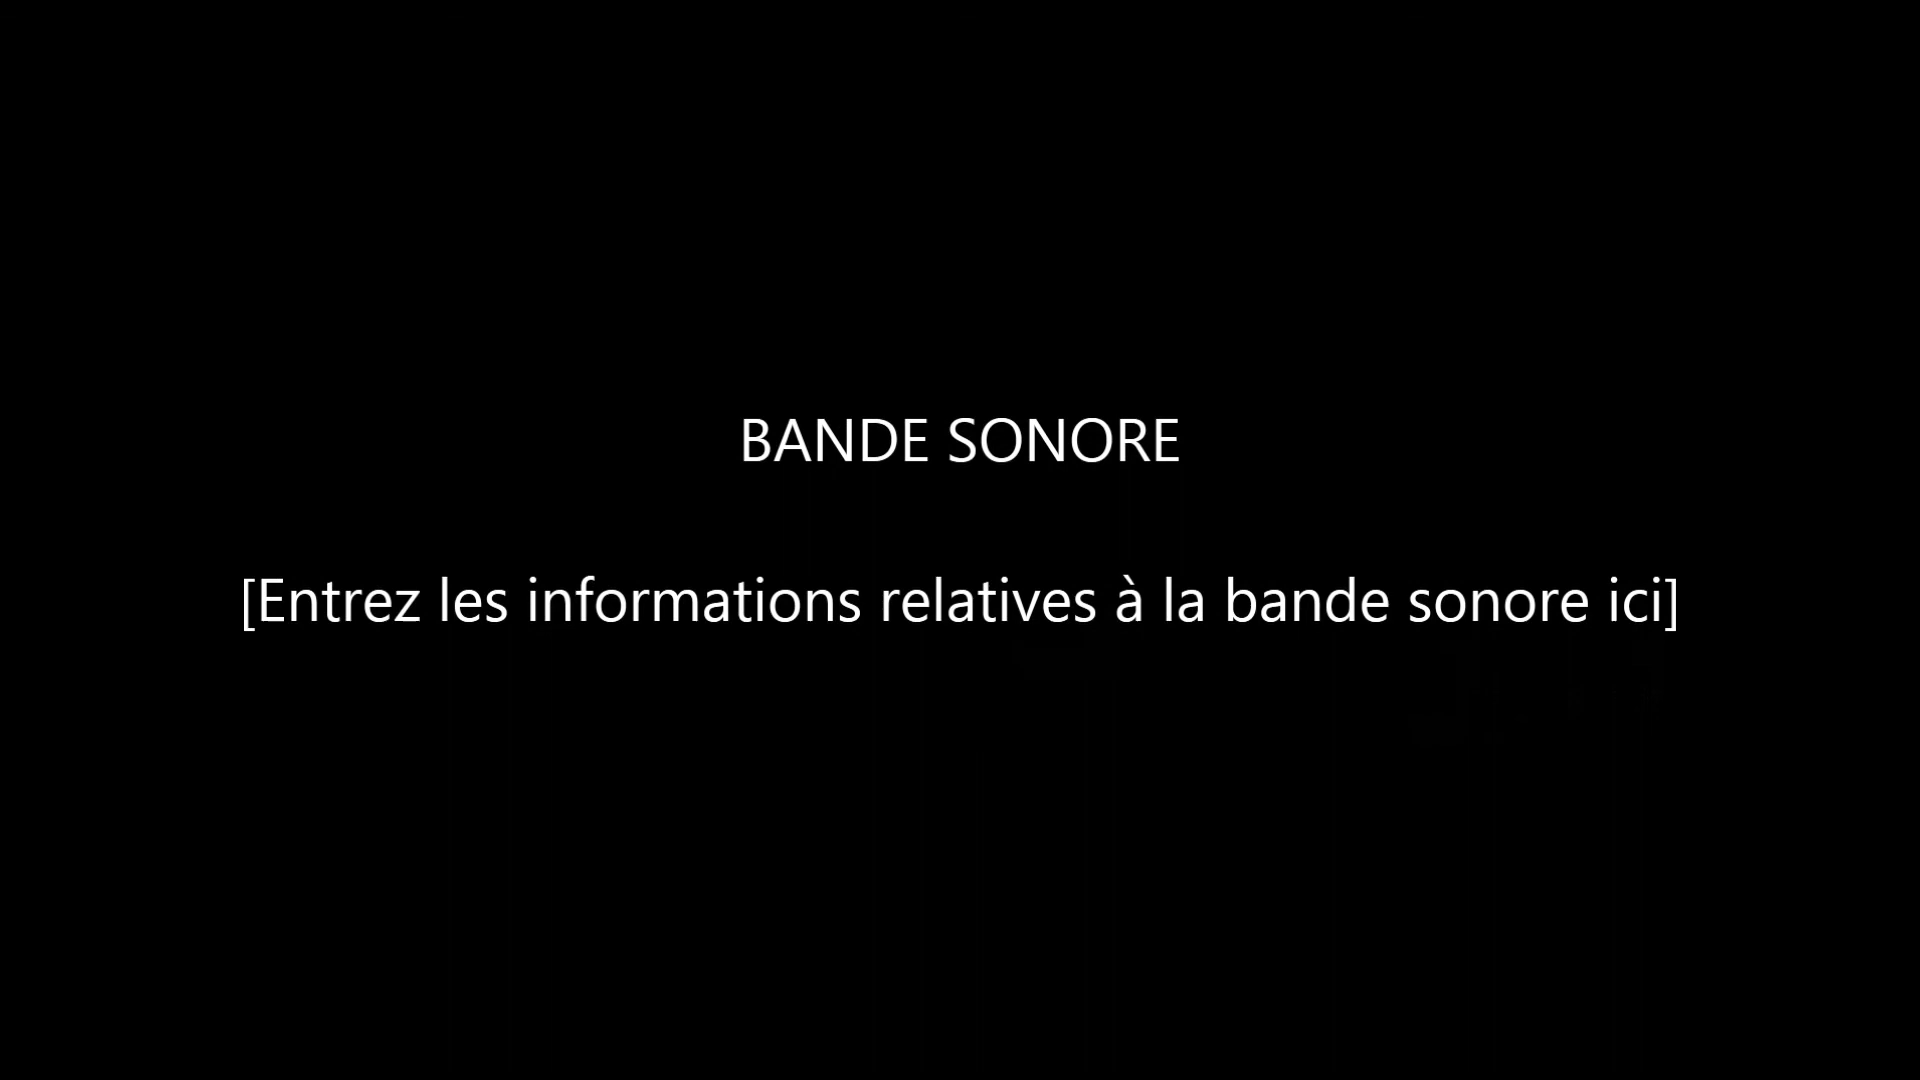 BANDE SONORE
[Entrez les informations relatives à la bande sonore ici]